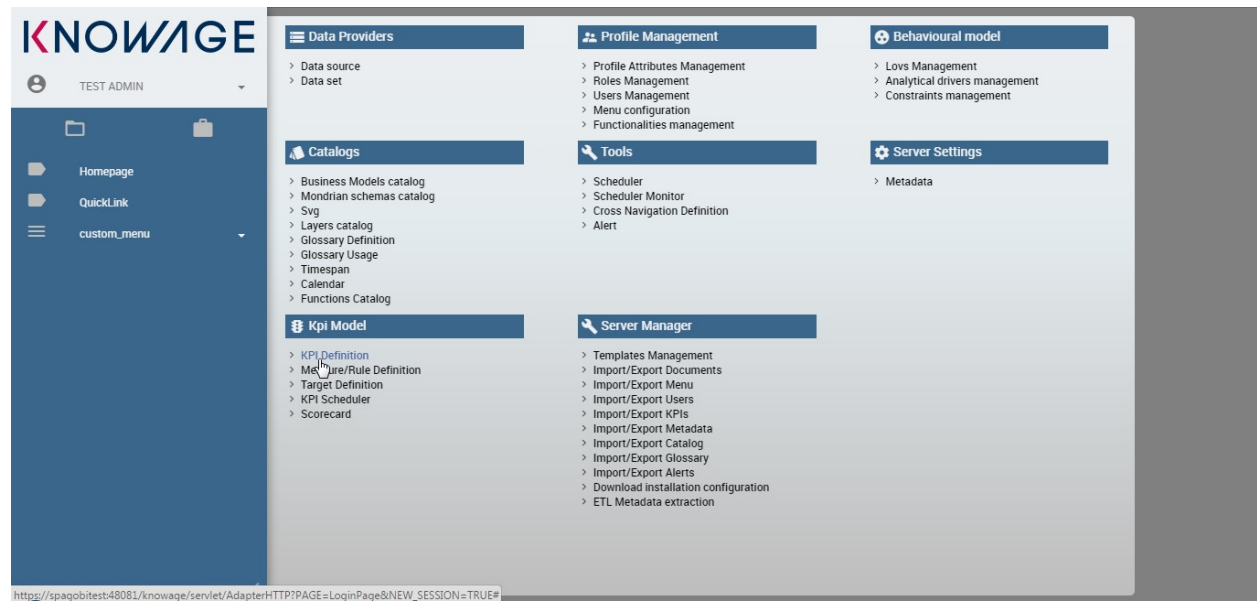 KNOWAGE
TEST ADMIN
Homepage
QuickLink
custom_menu
Data Providers
> Data source
> Data set
Profile Management
> Profile Attributes Management
> Roles Management
> Users Management
> Menu configuration
> Functionalities management
Behavioural model
> Lovs Management
> Analytical drivers management
> Constraints management
Catalogs
> Business Models catalog
> Mondrian schemas catalog
> Svg
> Layers catalog
> Glossary Definition
> Glossary Usage
> Timespan
> Calendar
> Functions Catalog
Tools
> Scheduler
> Scheduler Monitor
> Cross Navigation Definition
> Alert
Server Settings
> Metadata
Kpi Model
> KPI Definition
> Measure/Rule Definition
> Target Definition
> KPI Scheduler
> Scorecard
Server Manager
> Templates Management
> Import/Export Documents
> Import/Export Menu
> Import/Export Users
> Import/Export KPIs
> Import/Export Metadata
> Import/Export Catalog
> Import/Export Glossary
> Import/Export Alerts
> Download installation configuration
> ETL Metadata extraction
https://spagobitest:48081/knowage/servlet/AdapterHTTP?PAGE=LoginPage&NEW_SESSION=TRUE#